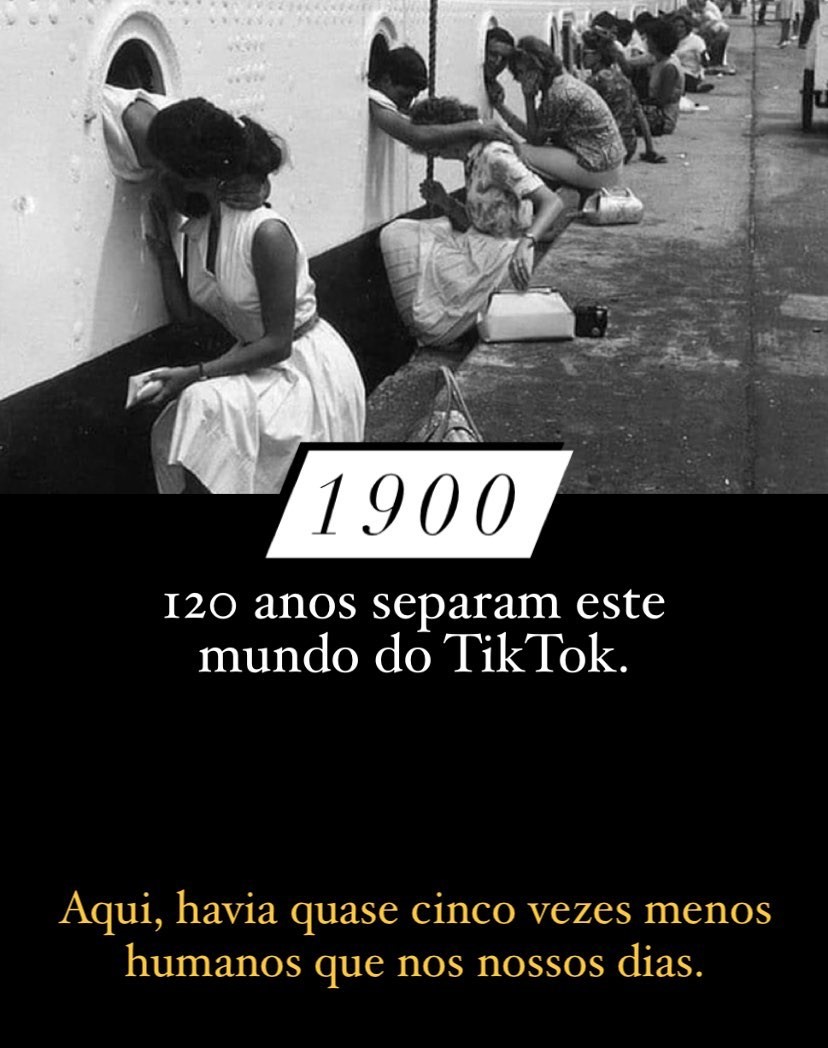 1900
120 anos separam este
mundo do TikTok.
Aqui, havia quase cinco vezes menos
humanos que nos nossos dias.